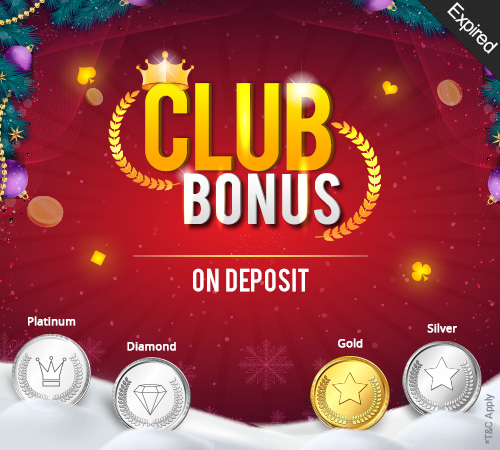 Expired
CLUB
BONUS
ON DEPOSIT
Platinum
Diamond
Gold
Silver
*T&C Apply